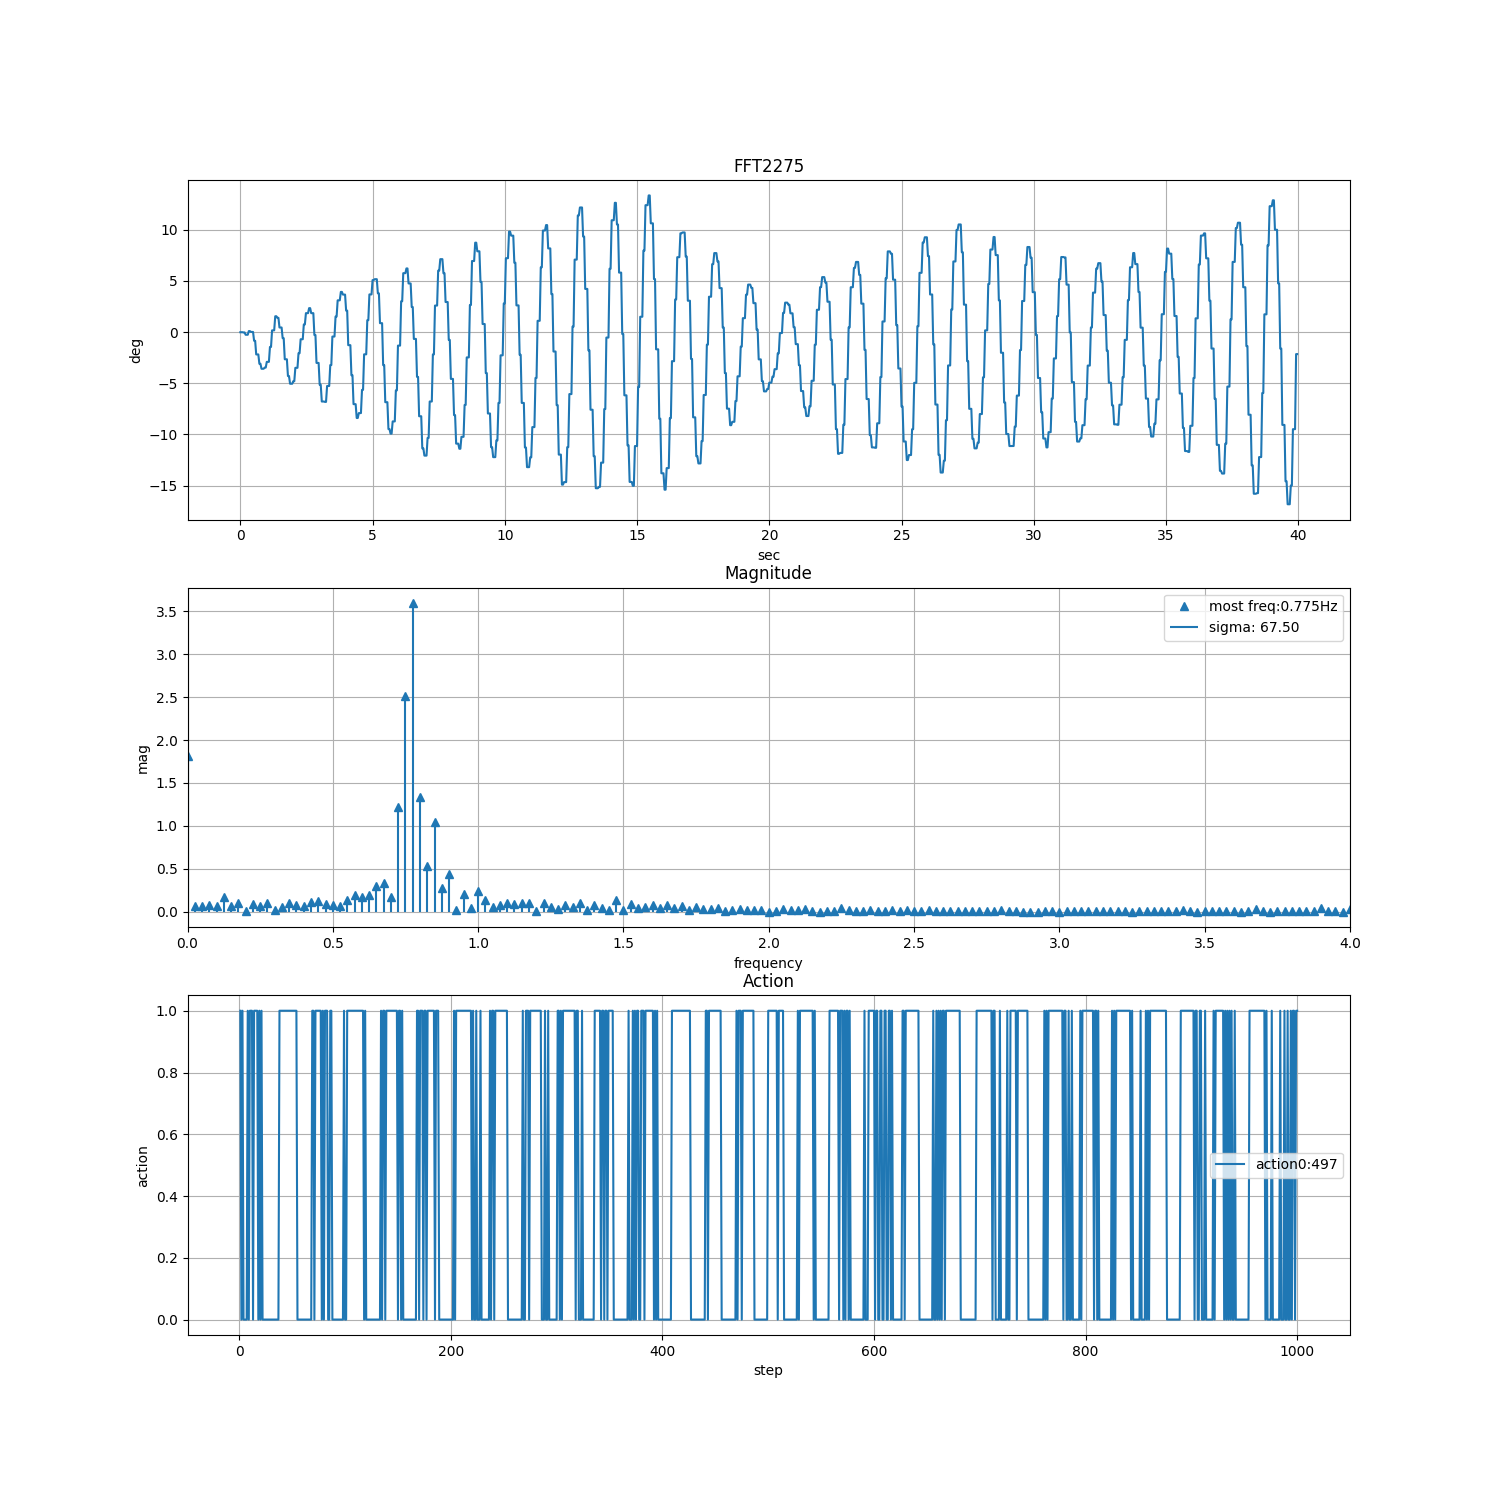 FFT2275
10
5
0
−5
−10
−15
deg
0 5 10 15 20 25 30 35 40
sec
Magnitude
3.5
3.0
2.5
2.0
1.5
1.0
0.5
0.0
mag
most freq:0.775Hz
sigma: 67.50
0.0 0.5 1.0 1.5 2.0 2.5 3.0 3.5 4.0
frequency
Action
1.0
0.8
0.6
0.4
0.2
0.0
action
action0:497
0 200 400 600 800 1000
step